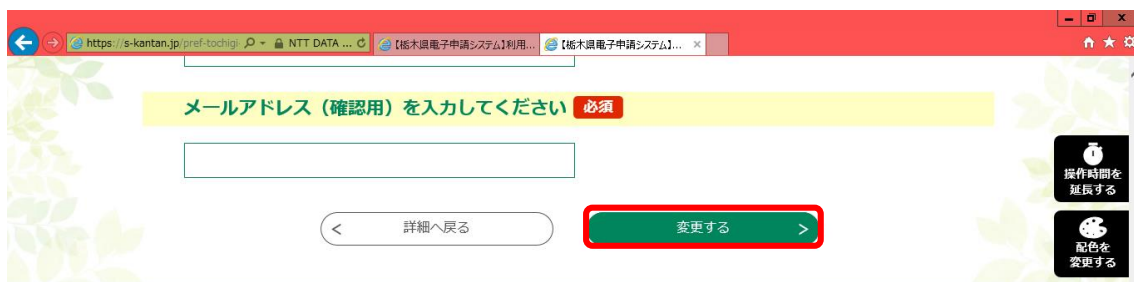 https://s-kantan.jp/pref-tochigi- NTT DATA ... 【栃木県電子申請システム】利用... 【栃木県電子申請システム】... ×
メールアドレス（確認用）を入力してください 必須
操作時間を
延長する
< 詳細へ戻る
変更する >
配色を
変更する